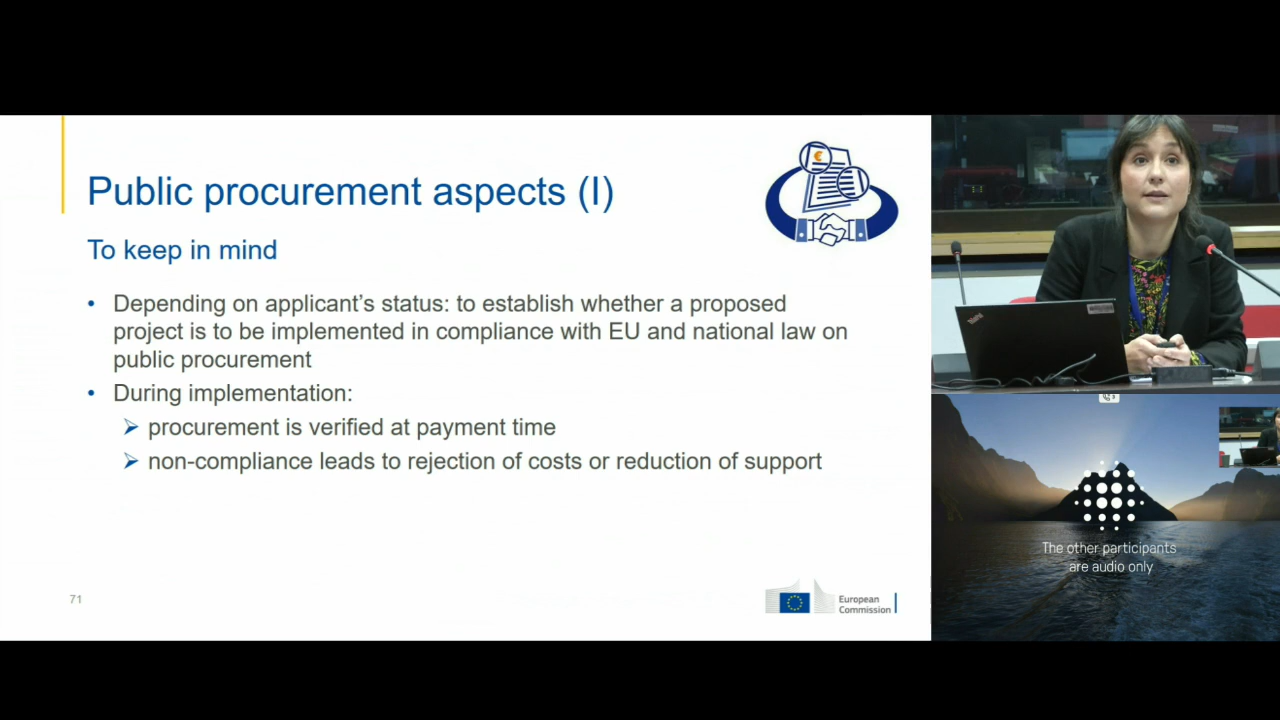 Public procurement aspects (I)
To keep in mind
• Depending on applicant's status: to establish whether a proposed
project is to be implemented in compliance with EU and national law on
public procurement
• During implementation:
➢ procurement is verified at payment time
➢ non-compliance leads to rejection of costs or reduction of support
71
European
Commission
€
ThinkPad
The other participants
are audio only